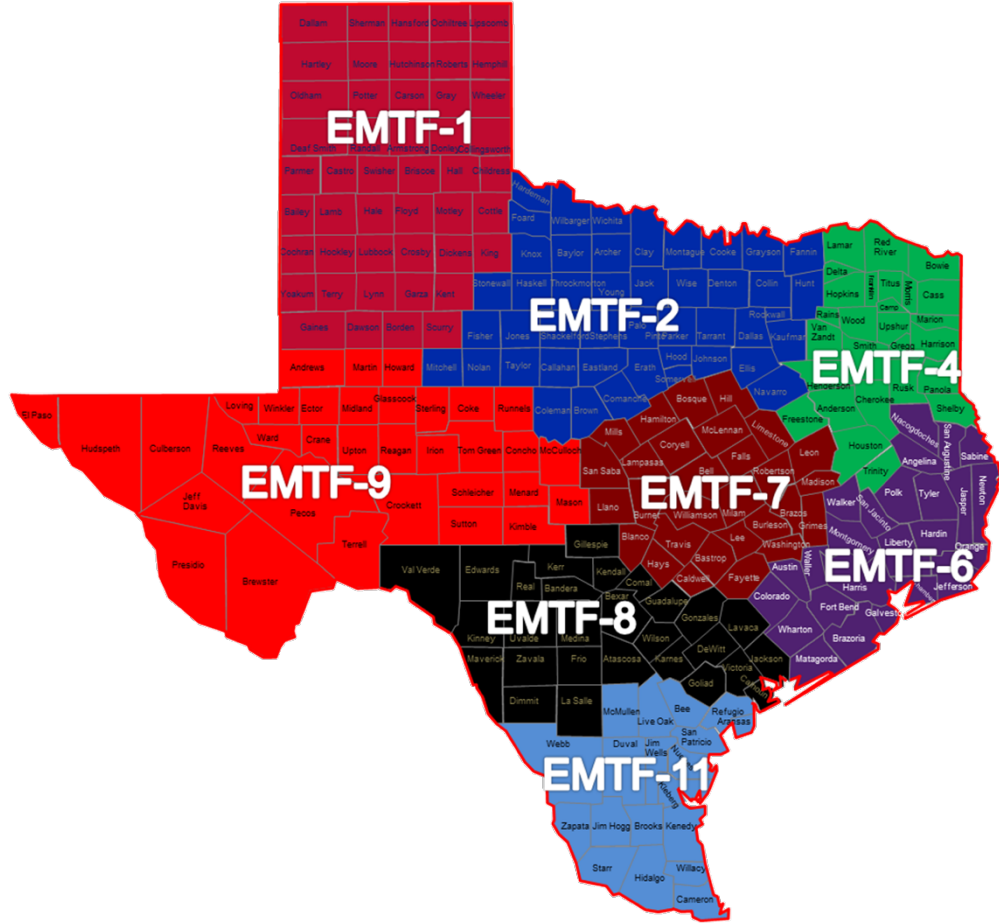 Dallam Sherman Hansford Ochiltree Lipscomb
Hartley Moore Hutchinson Roberts Hemphill
Oldham Potter Carson Gray Wheeler
EMTF-1
Deaf Smith Randall Armstrong Donley Collingsworth
Parmer Castro Swisher Briscoe Hall Childress
Bailey Lamb Hale Floyd Motley Cottle
Cochran Hockley Lubbock Crosby Dickens King
Yoakum Terry Lynn Garza Kent
Gaines Dawson Borden Scurry
Hardeman
Foard Wilbarger Wichita
Knox Baylor Archer Clay Montague Cooke Grayson Fannin
Stonewall Haskell Throckmorton Young Jack Wise Denton Collin Hunt
EMTF-2
Rockwall
Fisher Jones Shackelford Stephens Palo Pinto Parker Tarrant Dallas Kaufman
Mitchell Nolan Taylor Callahan Eastland Erath Hood Johnson Ellis
Somervell Navarro
Coleman Brown Comanche
Lamar Red River Bowie
Delta Titus Morris Cass
Hopkins Camp
Rains Wood Upshur Marion
Van Zandt Smith Gregg Harrison
EMTF-4
Henderson Rusk Panola
Anderson Cherokee Shelby
Freestone
Houston
Trinity
Andrews Martin Howard
El Paso Loving Winkler Ector Midland Glasscock Sterling Coke Runnels
Hudspeth Culberson Reeves Ward Crane Upton Reagan Irion Tom Green Concho McCulloch
EMTF-9
Jeff Davis Pecos Crockett Schleicher Menard Mason
Sutton Kimble
Presidio Brewster Terrell
Bosque Hill
Mills Hamilton McLennan Limestone
Coryell Falls Leon
San Saba Lampasas Bell Robertson Madison
EMTF-7
Llano Burnet Williamson Milam Brazos
Burleson Grimes
Blanco Travis Lee Washington
Hays Bastrop
Caldwell Fayette
Nacogdoches San Augustine Sabine
Angelina Newton
Walker San Jacinto Polk Tyler Jasper
Montgomery Liberty Hardin Orange
EMTF-6
Austin Waller Harris Jefferson
Colorado Fort Bend Galveston
Wharton Brazoria
Matagorda
Gillespie
Val Verde Edwards Kerr Kendall
Real Bandera Comal
Bexar Guadalupe
EMTF-8
Gonzales Lavaca
Kinney Uvalde Medina Wilson DeWitt
Maverick Zavala Frio Atascosa Karnes Victoria Jackson
Goliad Calhoun
Dimmit La Salle
McMullen Live Oak Bee Refugio
Aransas
Webb Duval Jim Wells San Patricio
EMTF-11
Kleberg
Zapata Jim Hogg Brooks Kenedy
Starr Hidalgo Willacy
Cameron